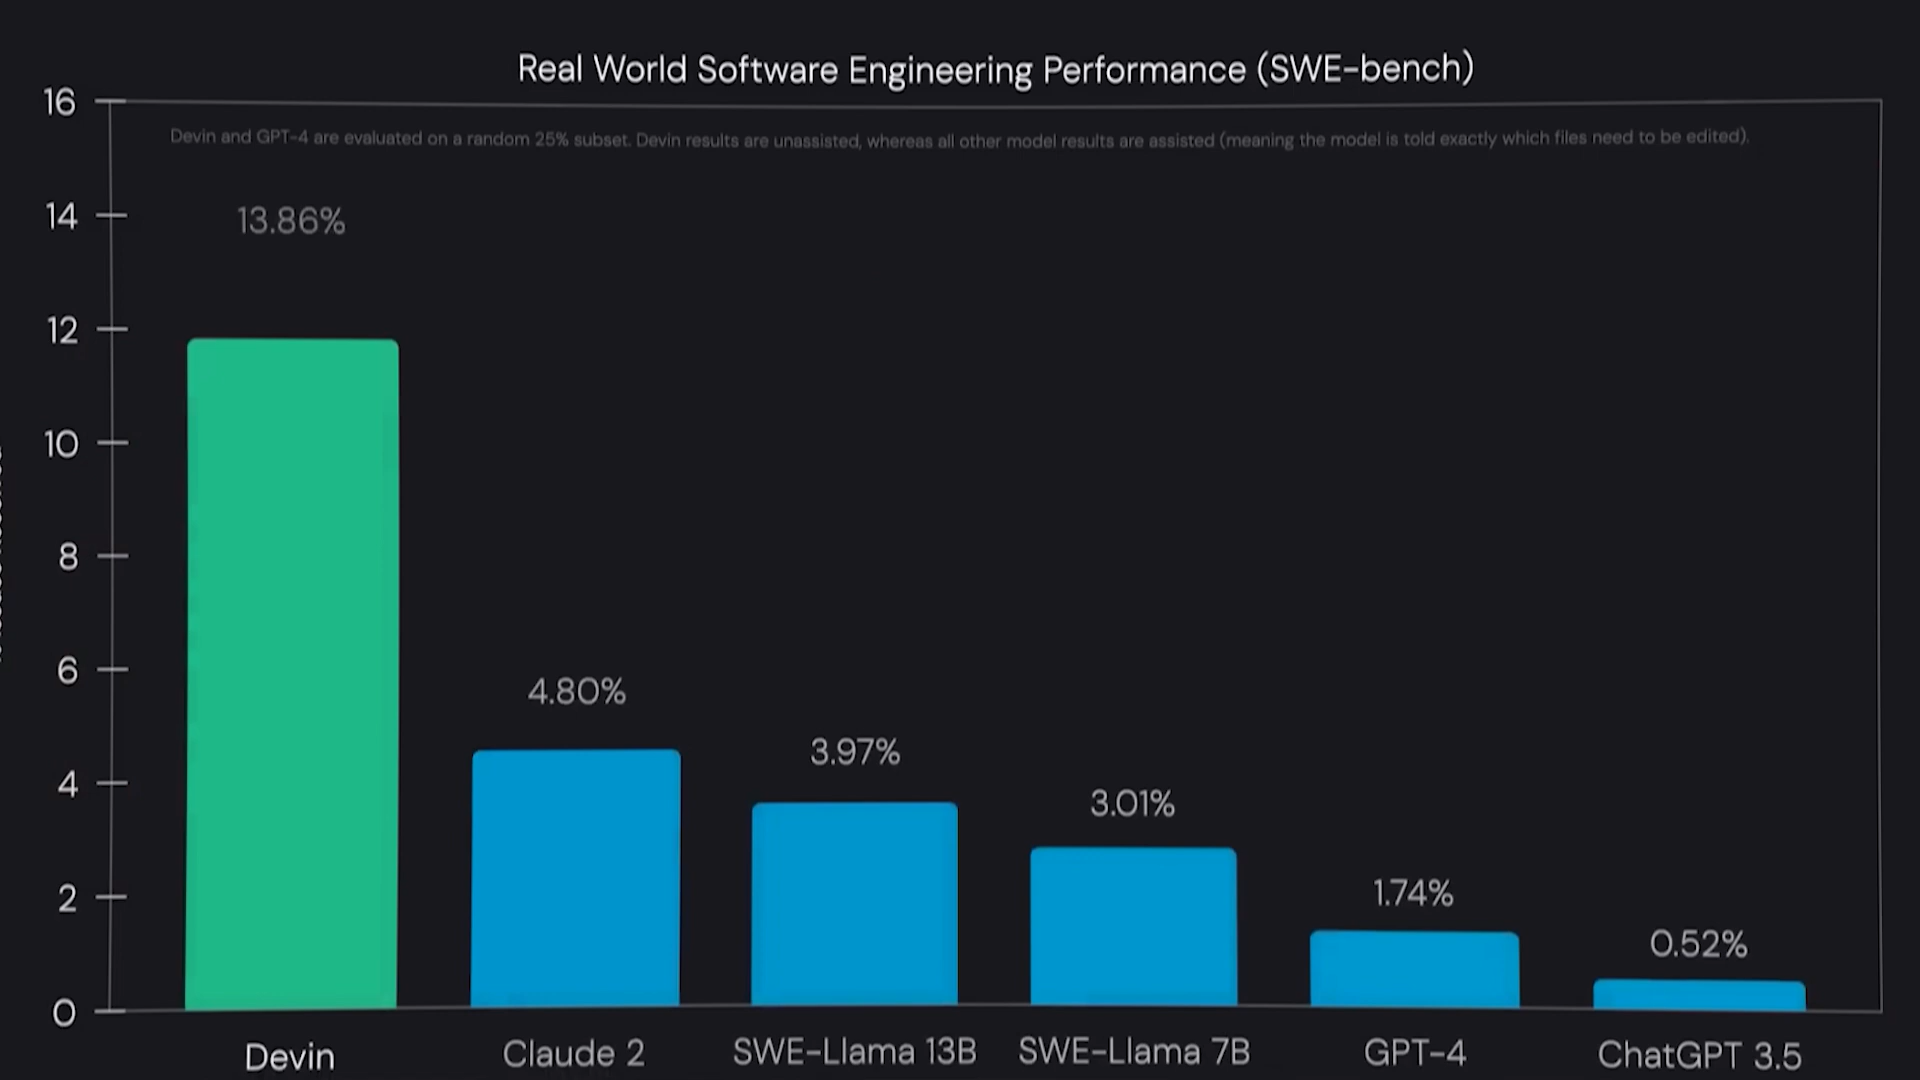 Real World Software Engineering Performance (SWE-bench)
16
Devin and GPT-4 are evaluated on a random 25% subset. Devin results are unassisted, whereas all other model results are assisted (meaning the model is told exactly which files need to be edited).
14
13.86%
12
10
8
6
4.80%
3.97%
4
3.01%
2
1.74%
0.52%
0
Devin
Claude 2
SWE-Llama 13B
SWE-Llama 7B
GPT-4
ChatGPT 3.5